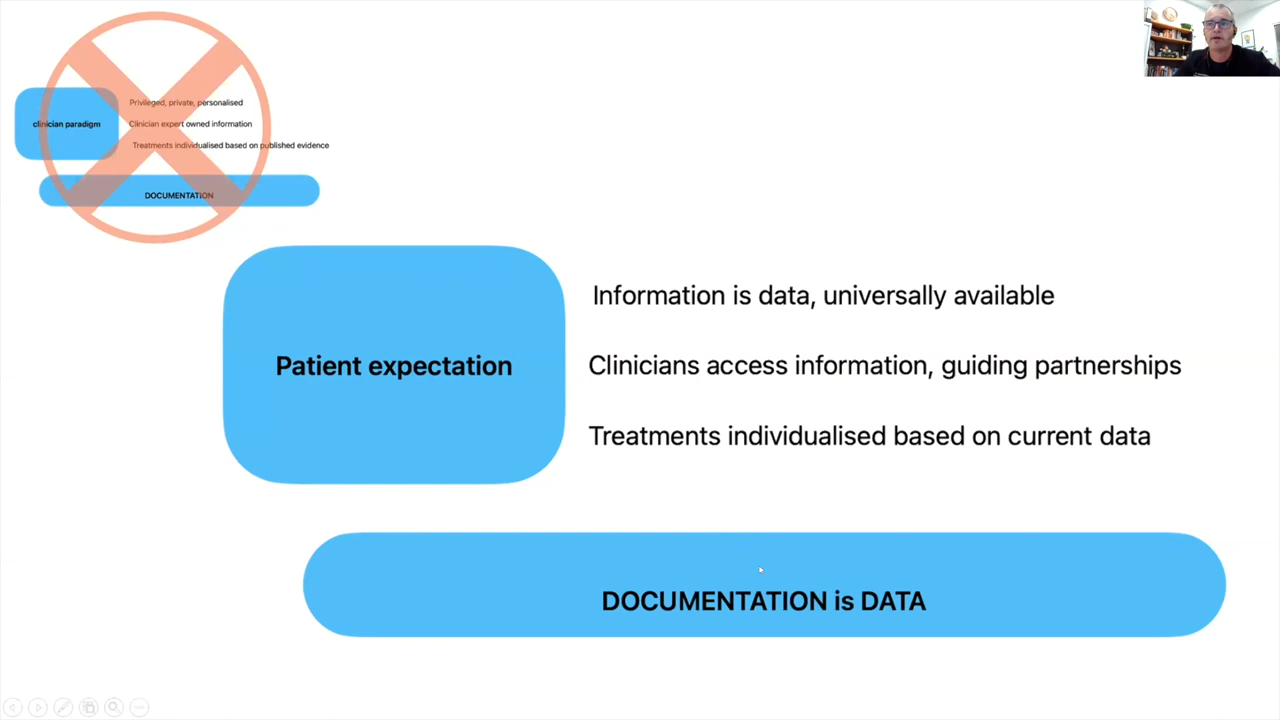 clinician paradigm
Privileged, private, personalised
Clinician expert owned information
Treatments individualised based on published evidence
DOCUMENTATION
Patient expectation
Information is data, universally available
Clinicians access information, guiding partnerships
Treatments individualised based on current data
DOCUMENTATION is DATA